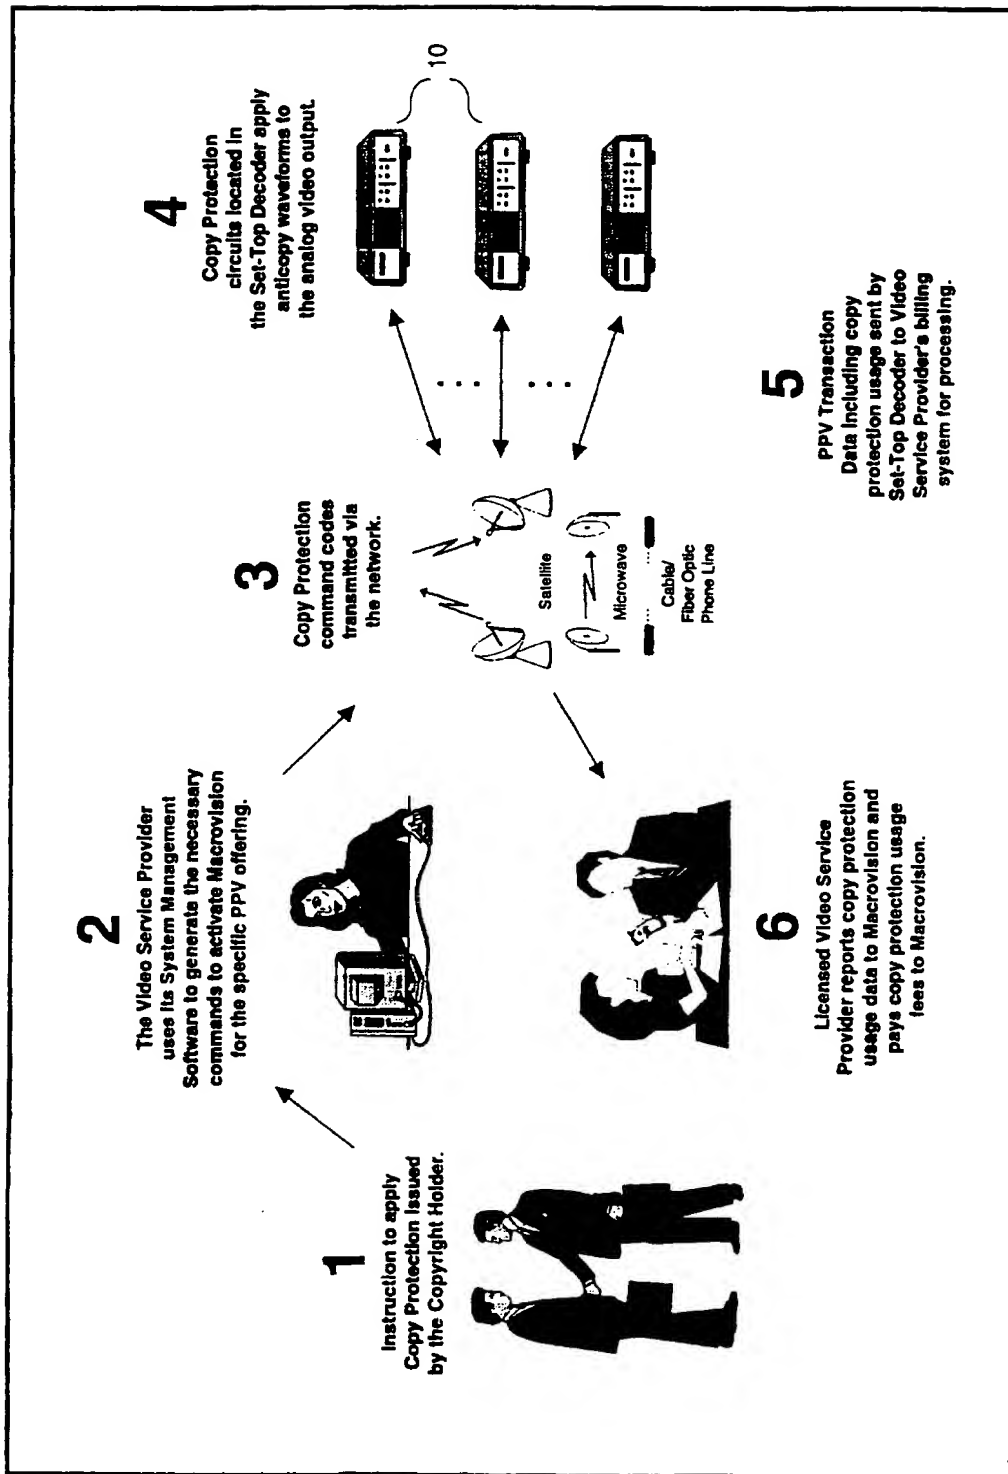 1
Instruction to apply
Copy Protection issued
by the Copyright Holder.
2
The Video Service Provider
uses its System Management
Software to generate the necessary
commands to activate Macrovision
for the specific PPV offering.
3
Copy Protection
command codes
transmitted via
the network.
Satellite
Microwave
Cable/
Fiber Optic
Phone Line
4
Copy Protection
circuits located in
the Set-Top Decoder apply
anticopy waveforms to
the analog video output.
10
5
PPV Transaction
Data including copy
protection usage sent by
Set-Top Decoder to Video
Service Provider's billing
system for processing.
6
Licensed Video Service
Provider reports copy protection
usage data to Macrovision and
pays copy protection usage
fees to Macrovision.